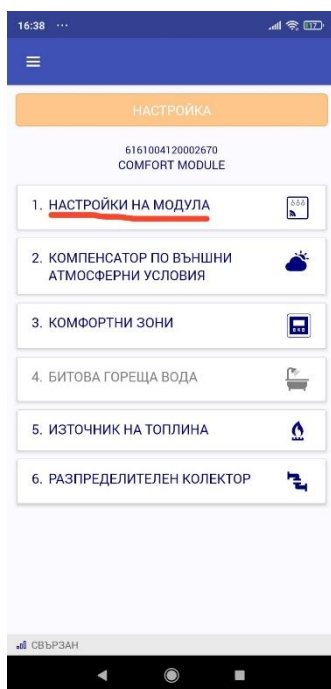 16:38 ...
117
НАСТРОЙКА
6161004120002670
COMFORT MODULE
1. НАСТРОЙКИ НА МОДУЛА
2. КОМПЕНСАТОР ПО ВЪНШНИ
АТМОСФЕРНИ УСЛОВИЯ
3. КОМФОРТНИ ЗОНИ
4. БИТОВА ГОРЕЩА ВОДА
5. ИЗТОЧНИК НА ТОПЛИНА
6. РАЗПРЕДЕЛИТЕЛЕН КОЛЕКТОР
СВЪРЗАН